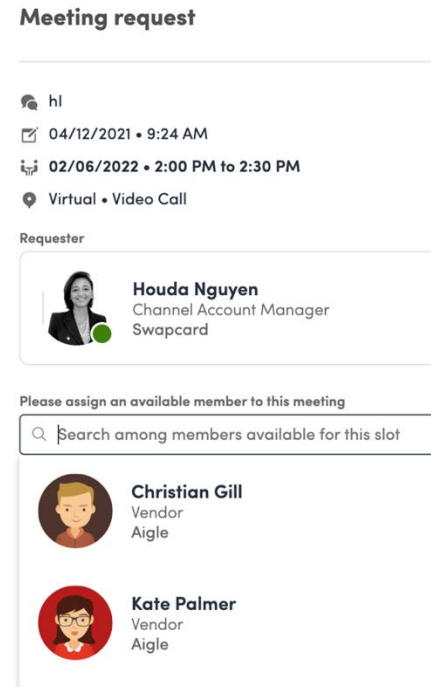 Meeting request
hl
04/12/2021 • 9:24 AM
02/06/2022 • 2:00 PM to 2:30 PM
Virtual • Video Call
Requester
Houda Nguyen
Channel Account Manager
Swapcard
Please assign an available member to this meeting
Search among members available for this slot
Christian Gill
Vendor
Aigle
Kate Palmer
Vendor
Aigle